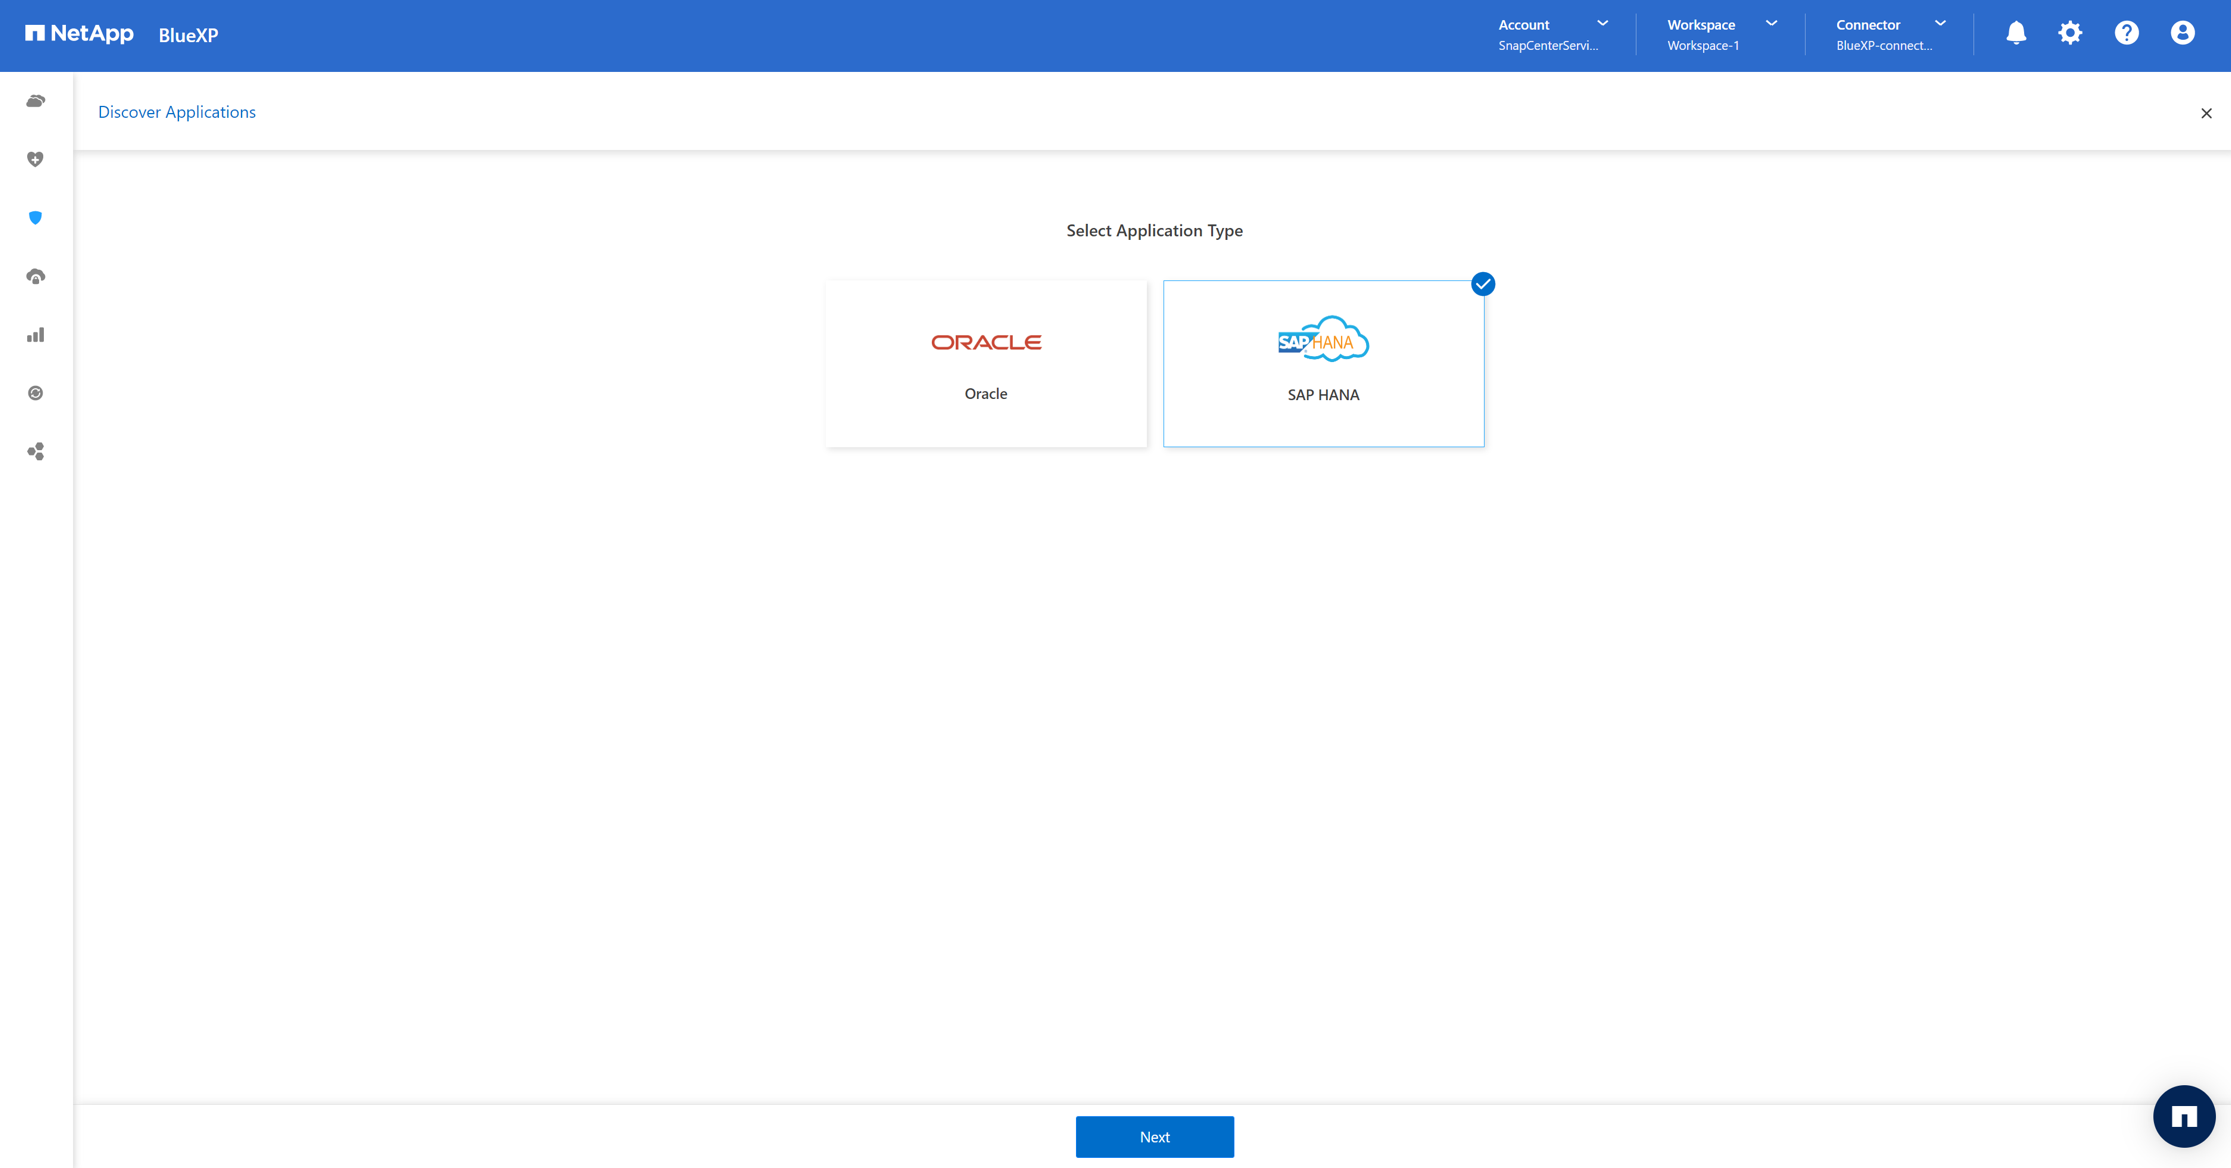 NetApp BlueXP
Account
SnapCenterServi...
Workspace
Workspace-1
Connector
BlueXP-connect...
Discover Applications
Select Application Type
ORACLE
Oracle
SAP HANA
SAP HANA
Next